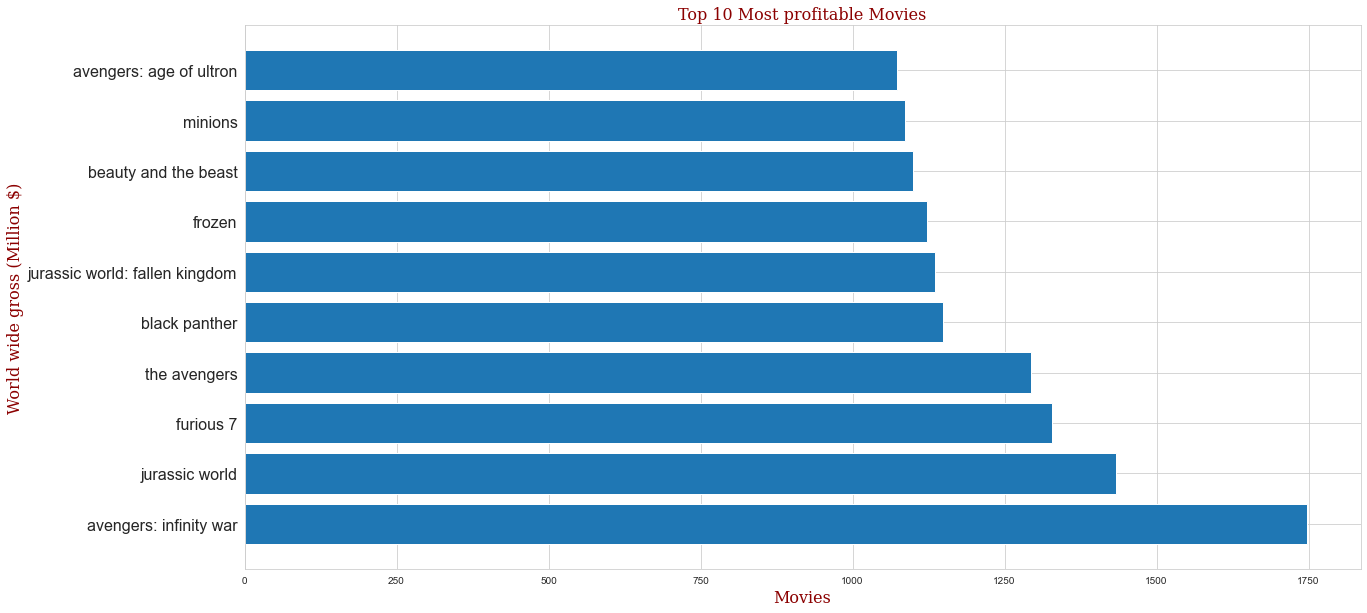 Top 10 Most profitable Movies
World wide gross (Million $)
avengers: age of ultron
minions
beauty and the beast
frozen
jurassic world: fallen kingdom
black panther
the avengers
furious 7
jurassic world
avengers: infinity war
0 250 500 750 1000 1250 1500 1750
Movies